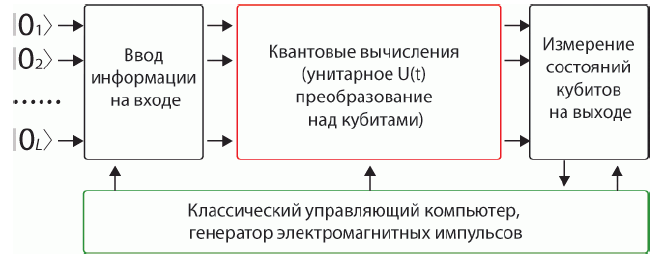 |0₁⟩
|0₂⟩
......
|0_L⟩
Ввод
информации
на входе
Квантовые вычисления
(унитарное U(t)
преобразование
над кубитами)
Измерение
состояний
кубитов
на выходе
Классический управляющий компьютер,
генератор электромагнитных импульсов